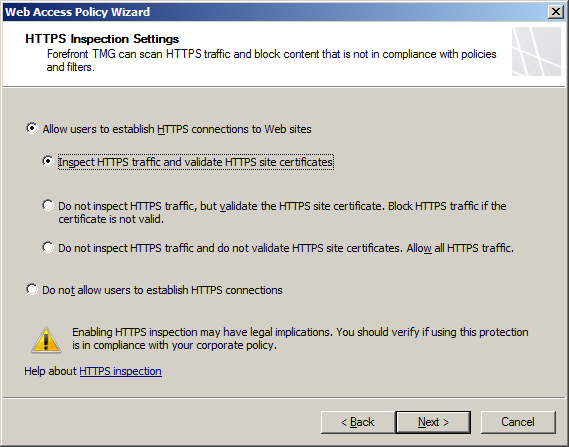 Web Access Policy Wizard
HTTPS Inspection Settings
Forefront TMG can scan HTTPS traffic and block content that is not in compliance with policies
and filters.
Allow users to establish HTTPS connections to Web sites
Inspect HTTPS traffic and validate HTTPS site certificates
Do not inspect HTTPS traffic, but validate the HTTPS site certificate. Block HTTPS traffic if the
certificate is not valid.
Do not inspect HTTPS traffic and do not validate HTTPS site certificates. Allow all HTTPS traffic.
Do not allow users to establish HTTPS connections
Enabling HTTPS inspection may have legal implications. You should verify if using this protection
is in compliance with your corporate policy.
Help about HTTPS inspection
< Back Next > Cancel